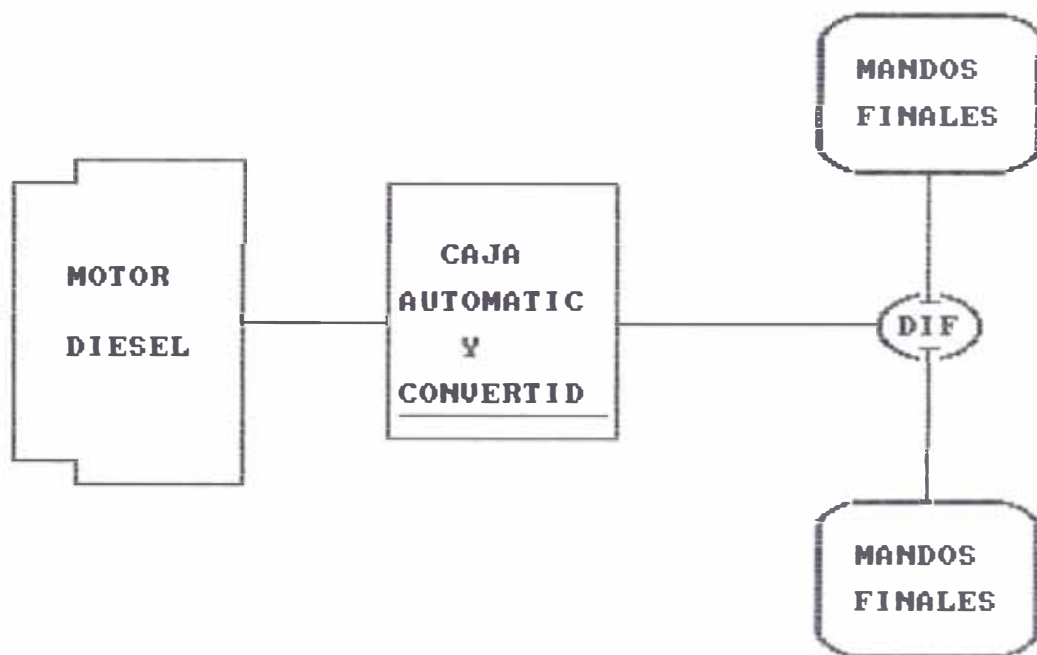 MANDOS
FINALES
MOTOR
DIESEL
CAJA
AUTOMATIC
Y
CONVERTID
DIF
MANDOS
FINALES